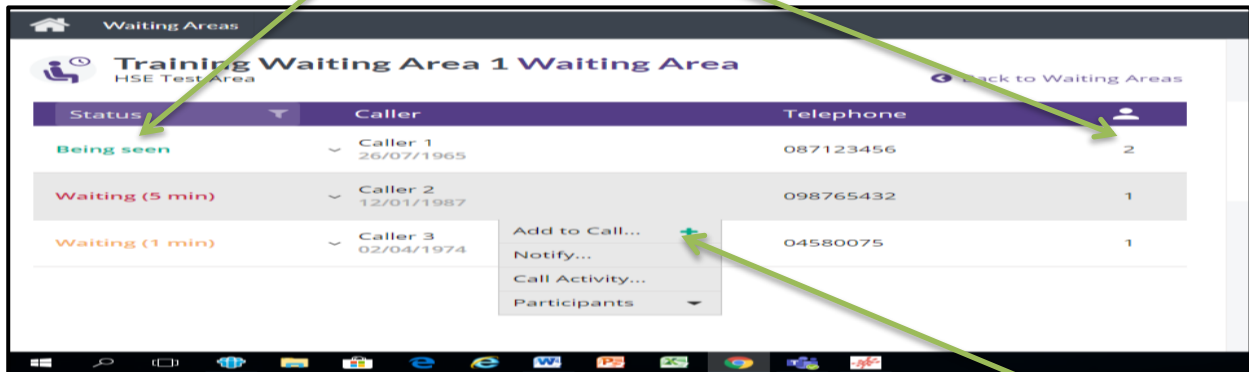 Waiting Areas
Training Waiting Area 1 Waiting Area
HSE Test Area
Back to Waiting Areas
Status Caller Telephone
Being seen Caller 1 087123456 2
26/07/1965
Waiting (5 min) Caller 2 098765432 1
12/01/1987
Waiting (1 min) Caller 3 04580075 1
02/04/1974
Add to Call... +
Notify...
Call Activity...
Participants